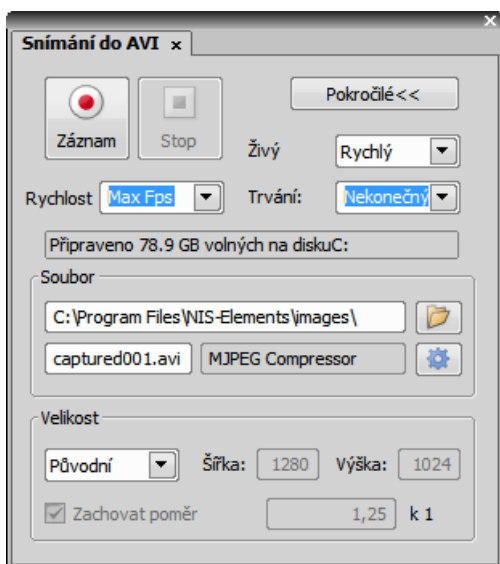 Snímání do AVI x
Pokročilé<<
Záznam Stop
Živý Rychlý
Rychlost Max Fps Trvání: Nekonečný
Připraveno 78.9 GB volných na diskuC:
Soubor
C:\Program Files\NIS-Elements\images\
captured001.avi MJPEG Compressor
Velikost
Původní Šířka: 1280 Výška: 1024
Zachovat poměr 1,25 k 1